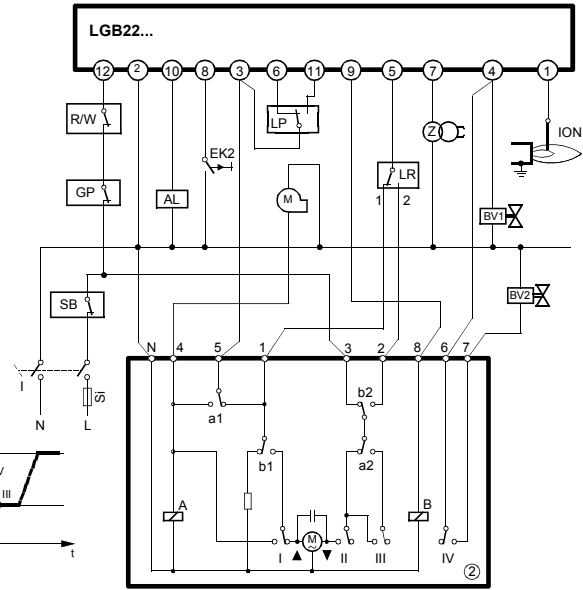 LGB22...
12 2 10 8 3 6 11 9 5 7 4 1
R/W
LP
Z
ION
EK2
GP
AL
M
LR
1 2
BV1
SB
BV2
I
Si
N L
N 4 5 1 3 2 8 6 7
a1
b2
b1
a2
A
B
M
~
I II III IV
V
III
t
2